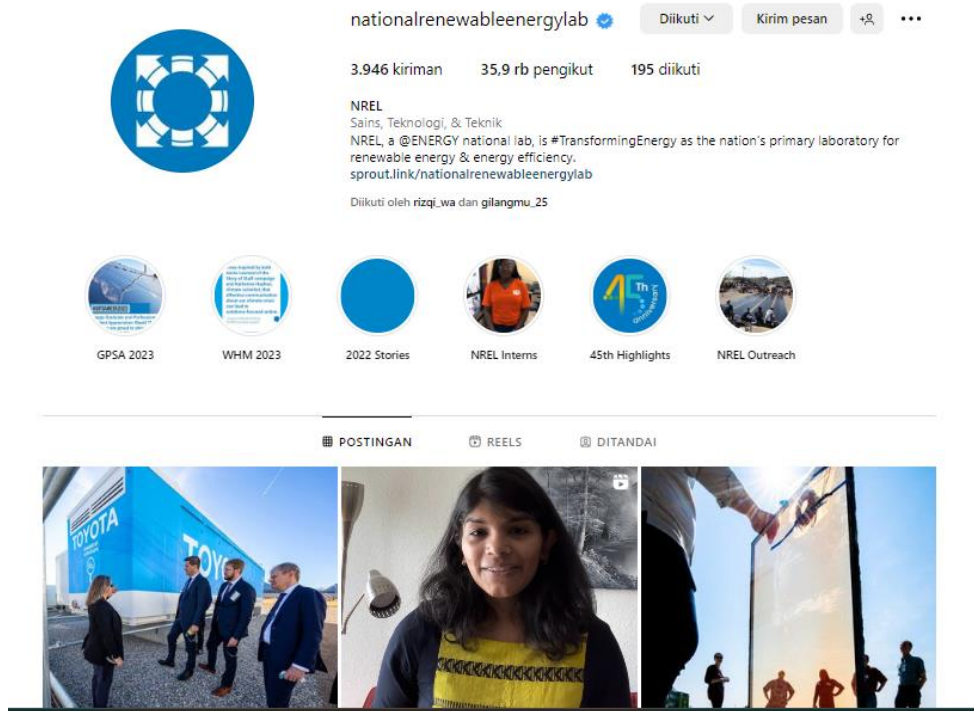 nationalrenewableenergylab
Diikuti
Kirim pesan
3.946 kiriman
35,9 rb pengikut
195 diikuti
NREL
Sains, Teknologi, & Teknik
NREL, a @ENERGY national lab, is #TransformingEnergy as the nation's primary laboratory for
renewable energy & energy efficiency.
sprout.link/nationalrenewableenergylab
Diikuti oleh rizqi_wa dan gilangmu_25
45Th
anniversary
GPSA 2023
WHM 2023
2022 Stories
NREL Interns
45th Highlights
NREL Outreach
POSTINGAN
REELS
DITANDAI
TOYOTA
TOYO